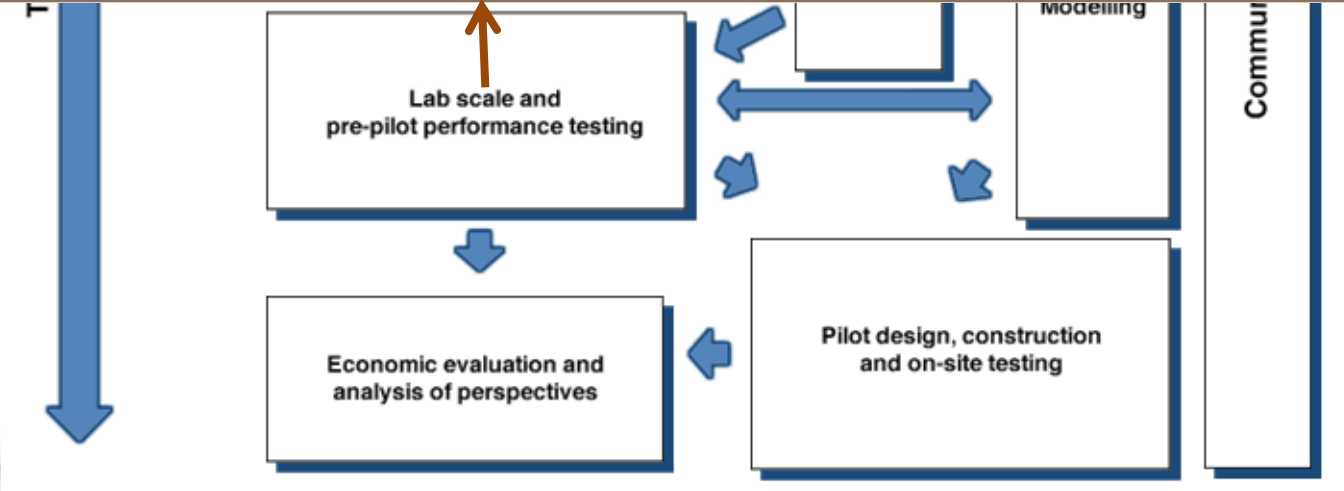 T
Modelling
Commun
Lab scale and
pre-pilot performance testing
Pilot design, construction
and on-site testing
Economic evaluation and
analysis of perspectives